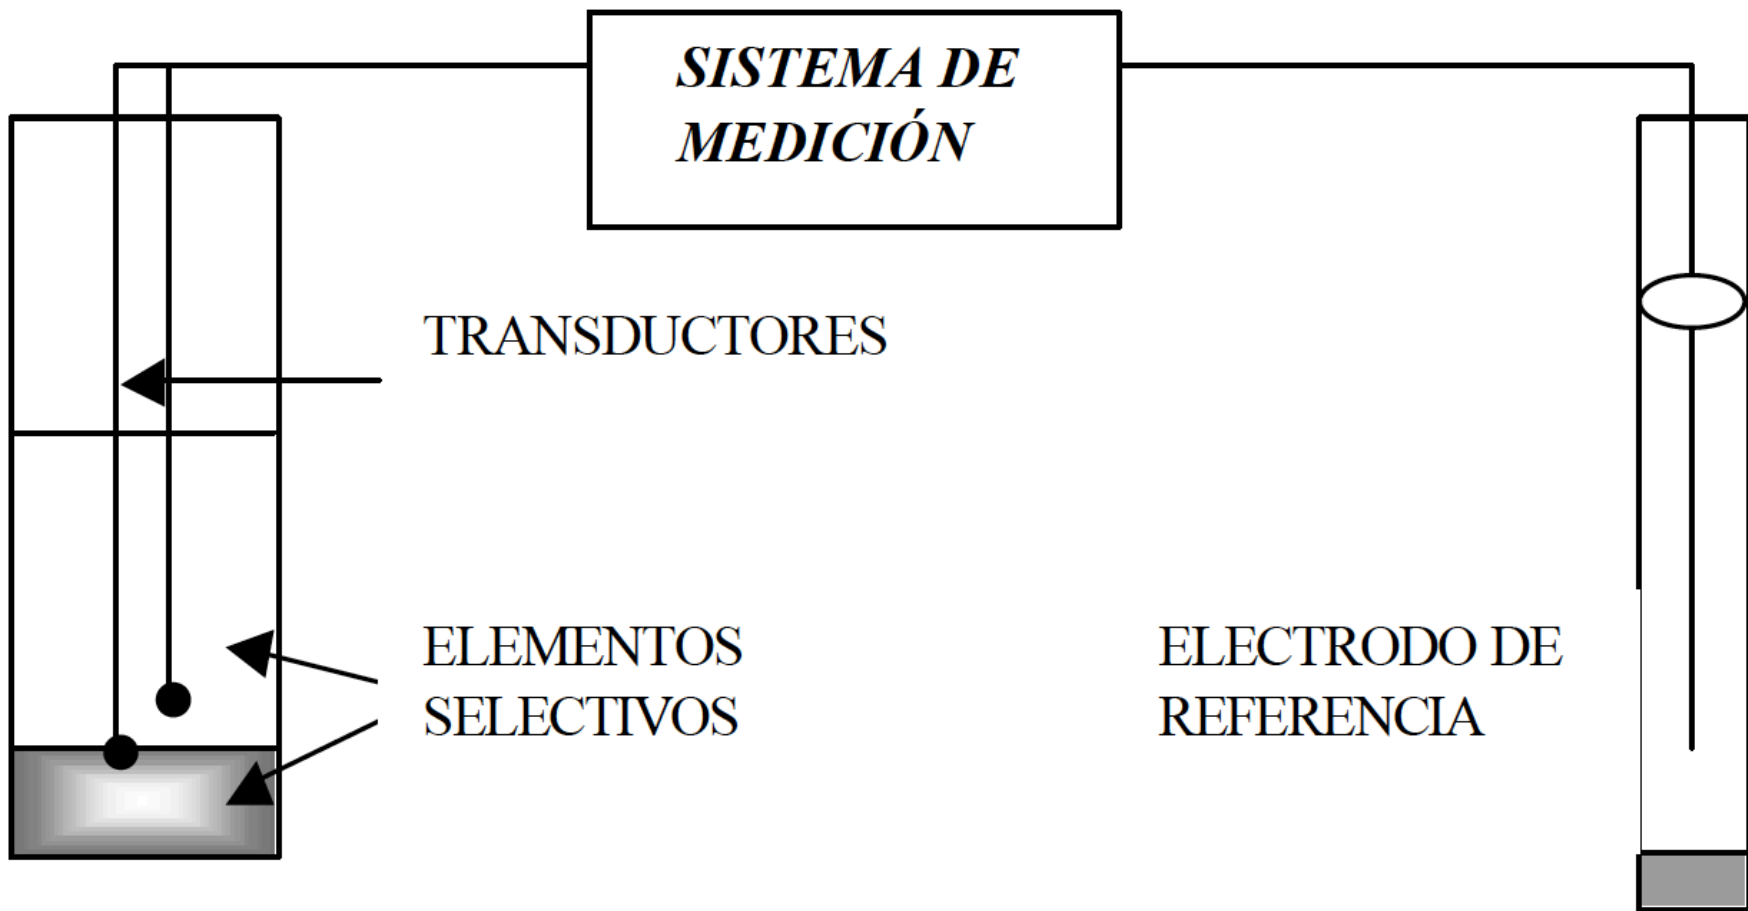 SISTEMA DE
MEDICIÓN
TRANSDUCTORES
ELEMENTOS
SELECTIVOS
ELECTRODO DE
REFERENCIA